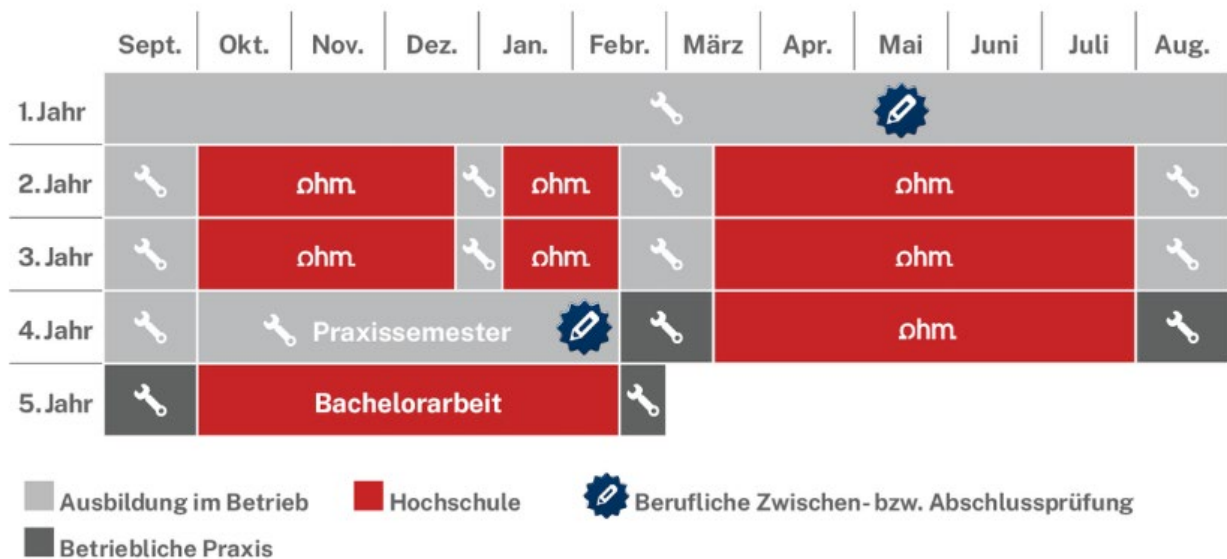 Sept. Okt. Nov. Dez. Jan. Febr. März Apr. Mai Juni Juli Aug.
1. Jahr
2. Jahr ohm ohm ohm
3. Jahr ohm ohm ohm
4. Jahr Praxissemester ohm
5. Jahr Bachelorarbeit
Ausbildung im Betrieb Hochschule Berufliche Zwischen- bzw. Abschlussprüfung
Betriebliche Praxis